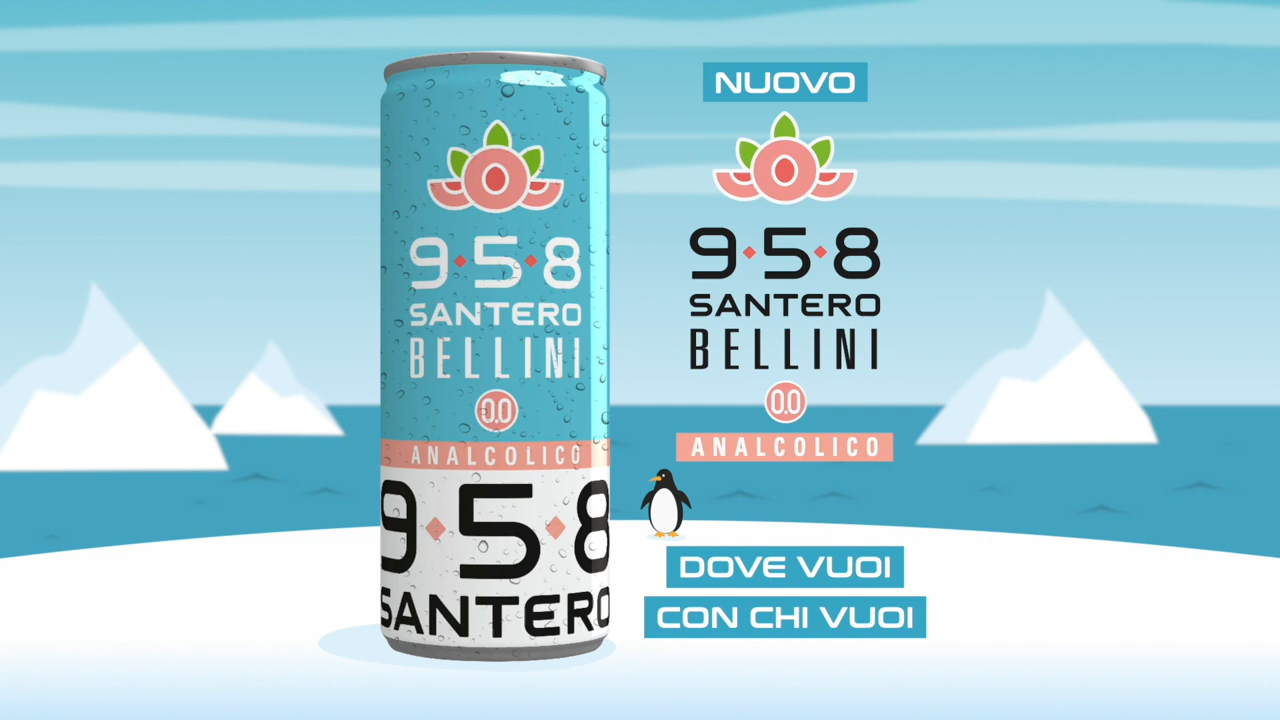 9·5·8
SANTERO
BELLINI
0.0
ANALCOLICO
9·5·8
SANTERO
NUOVO
9·5·8
SANTERO
BELLINI
0.0
ANALCOLICO
DOVE VUOI
CON CHI VUOI